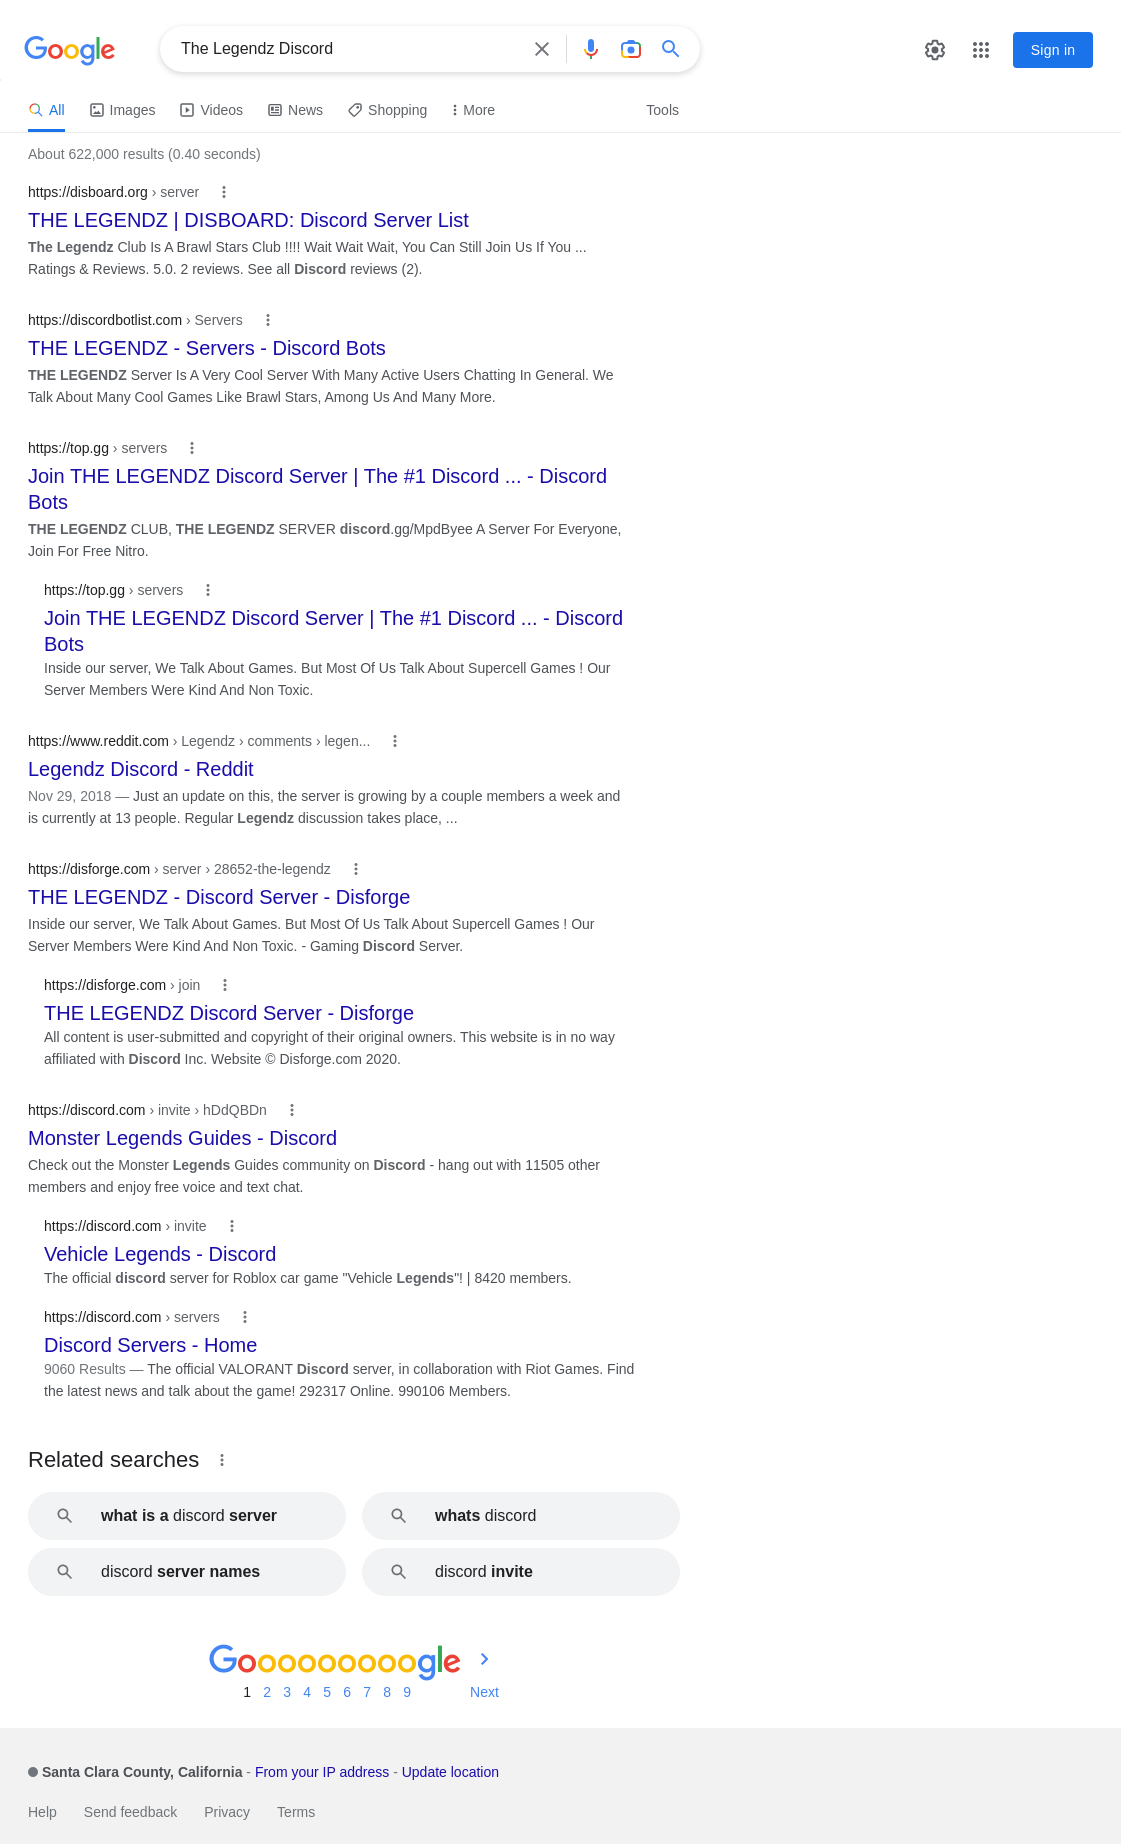 Google
The Legendz Discord
Sign in
All
Images
Videos
News
Shopping
More
Tools
About 622,000 results (0.40 seconds)
https://disboard.org › server
THE LEGENDZ | DISBOARD: Discord Server List
The Legendz Club Is A Brawl Stars Club !!!! Wait Wait Wait, You Can Still Join Us If You ...
Ratings & Reviews. 5.0. 2 reviews. See all Discord reviews (2).
https://discordbotlist.com › Servers
THE LEGENDZ - Servers - Discord Bots
THE LEGENDZ Server Is A Very Cool Server With Many Active Users Chatting In General. We
Talk About Many Cool Games Like Brawl Stars, Among Us And Many More.
https://top.gg › servers
Join THE LEGENDZ Discord Server | The #1 Discord ... - Discord
Bots
THE LEGENDZ CLUB, THE LEGENDZ SERVER discord.gg/MpdByee A Server For Everyone,
Join For Free Nitro.
https://top.gg › servers
Join THE LEGENDZ Discord Server | The #1 Discord ... - Discord
Bots
Inside our server, We Talk About Games. But Most Of Us Talk About Supercell Games ! Our
Server Members Were Kind And Non Toxic.
https://www.reddit.com › Legendz › comments › legen...
Legendz Discord - Reddit
Nov 29, 2018 — Just an update on this, the server is growing by a couple members a week and
is currently at 13 people. Regular Legendz discussion takes place, ...
https://disforge.com › server › 28652-the-legendz
THE LEGENDZ - Discord Server - Disforge
Inside our server, We Talk About Games. But Most Of Us Talk About Supercell Games ! Our
Server Members Were Kind And Non Toxic. - Gaming Discord Server.
https://disforge.com › join
THE LEGENDZ Discord Server - Disforge
All content is user-submitted and copyright of their original owners. This website is in no way
affiliated with Discord Inc. Website © Disforge.com 2020.
https://discord.com › invite › hDdQBDn
Monster Legends Guides - Discord
Check out the Monster Legends Guides community on Discord - hang out with 11505 other
members and enjoy free voice and text chat.
https://discord.com › invite
Vehicle Legends - Discord
The official discord server for Roblox car game "Vehicle Legends"! | 8420 members.
https://discord.com › servers
Discord Servers - Home
9060 Results — The official VALORANT Discord server, in collaboration with Riot Games. Find
the latest news and talk about the game! 292317 Online. 990106 Members.
Related searches
what is a discord server
whats discord
discord server names
discord invite
Goooooooooogle
1 2 3 4 5 6 7 8 9 Next
Santa Clara County, California - From your IP address - Update location
Help Send feedback Privacy Terms